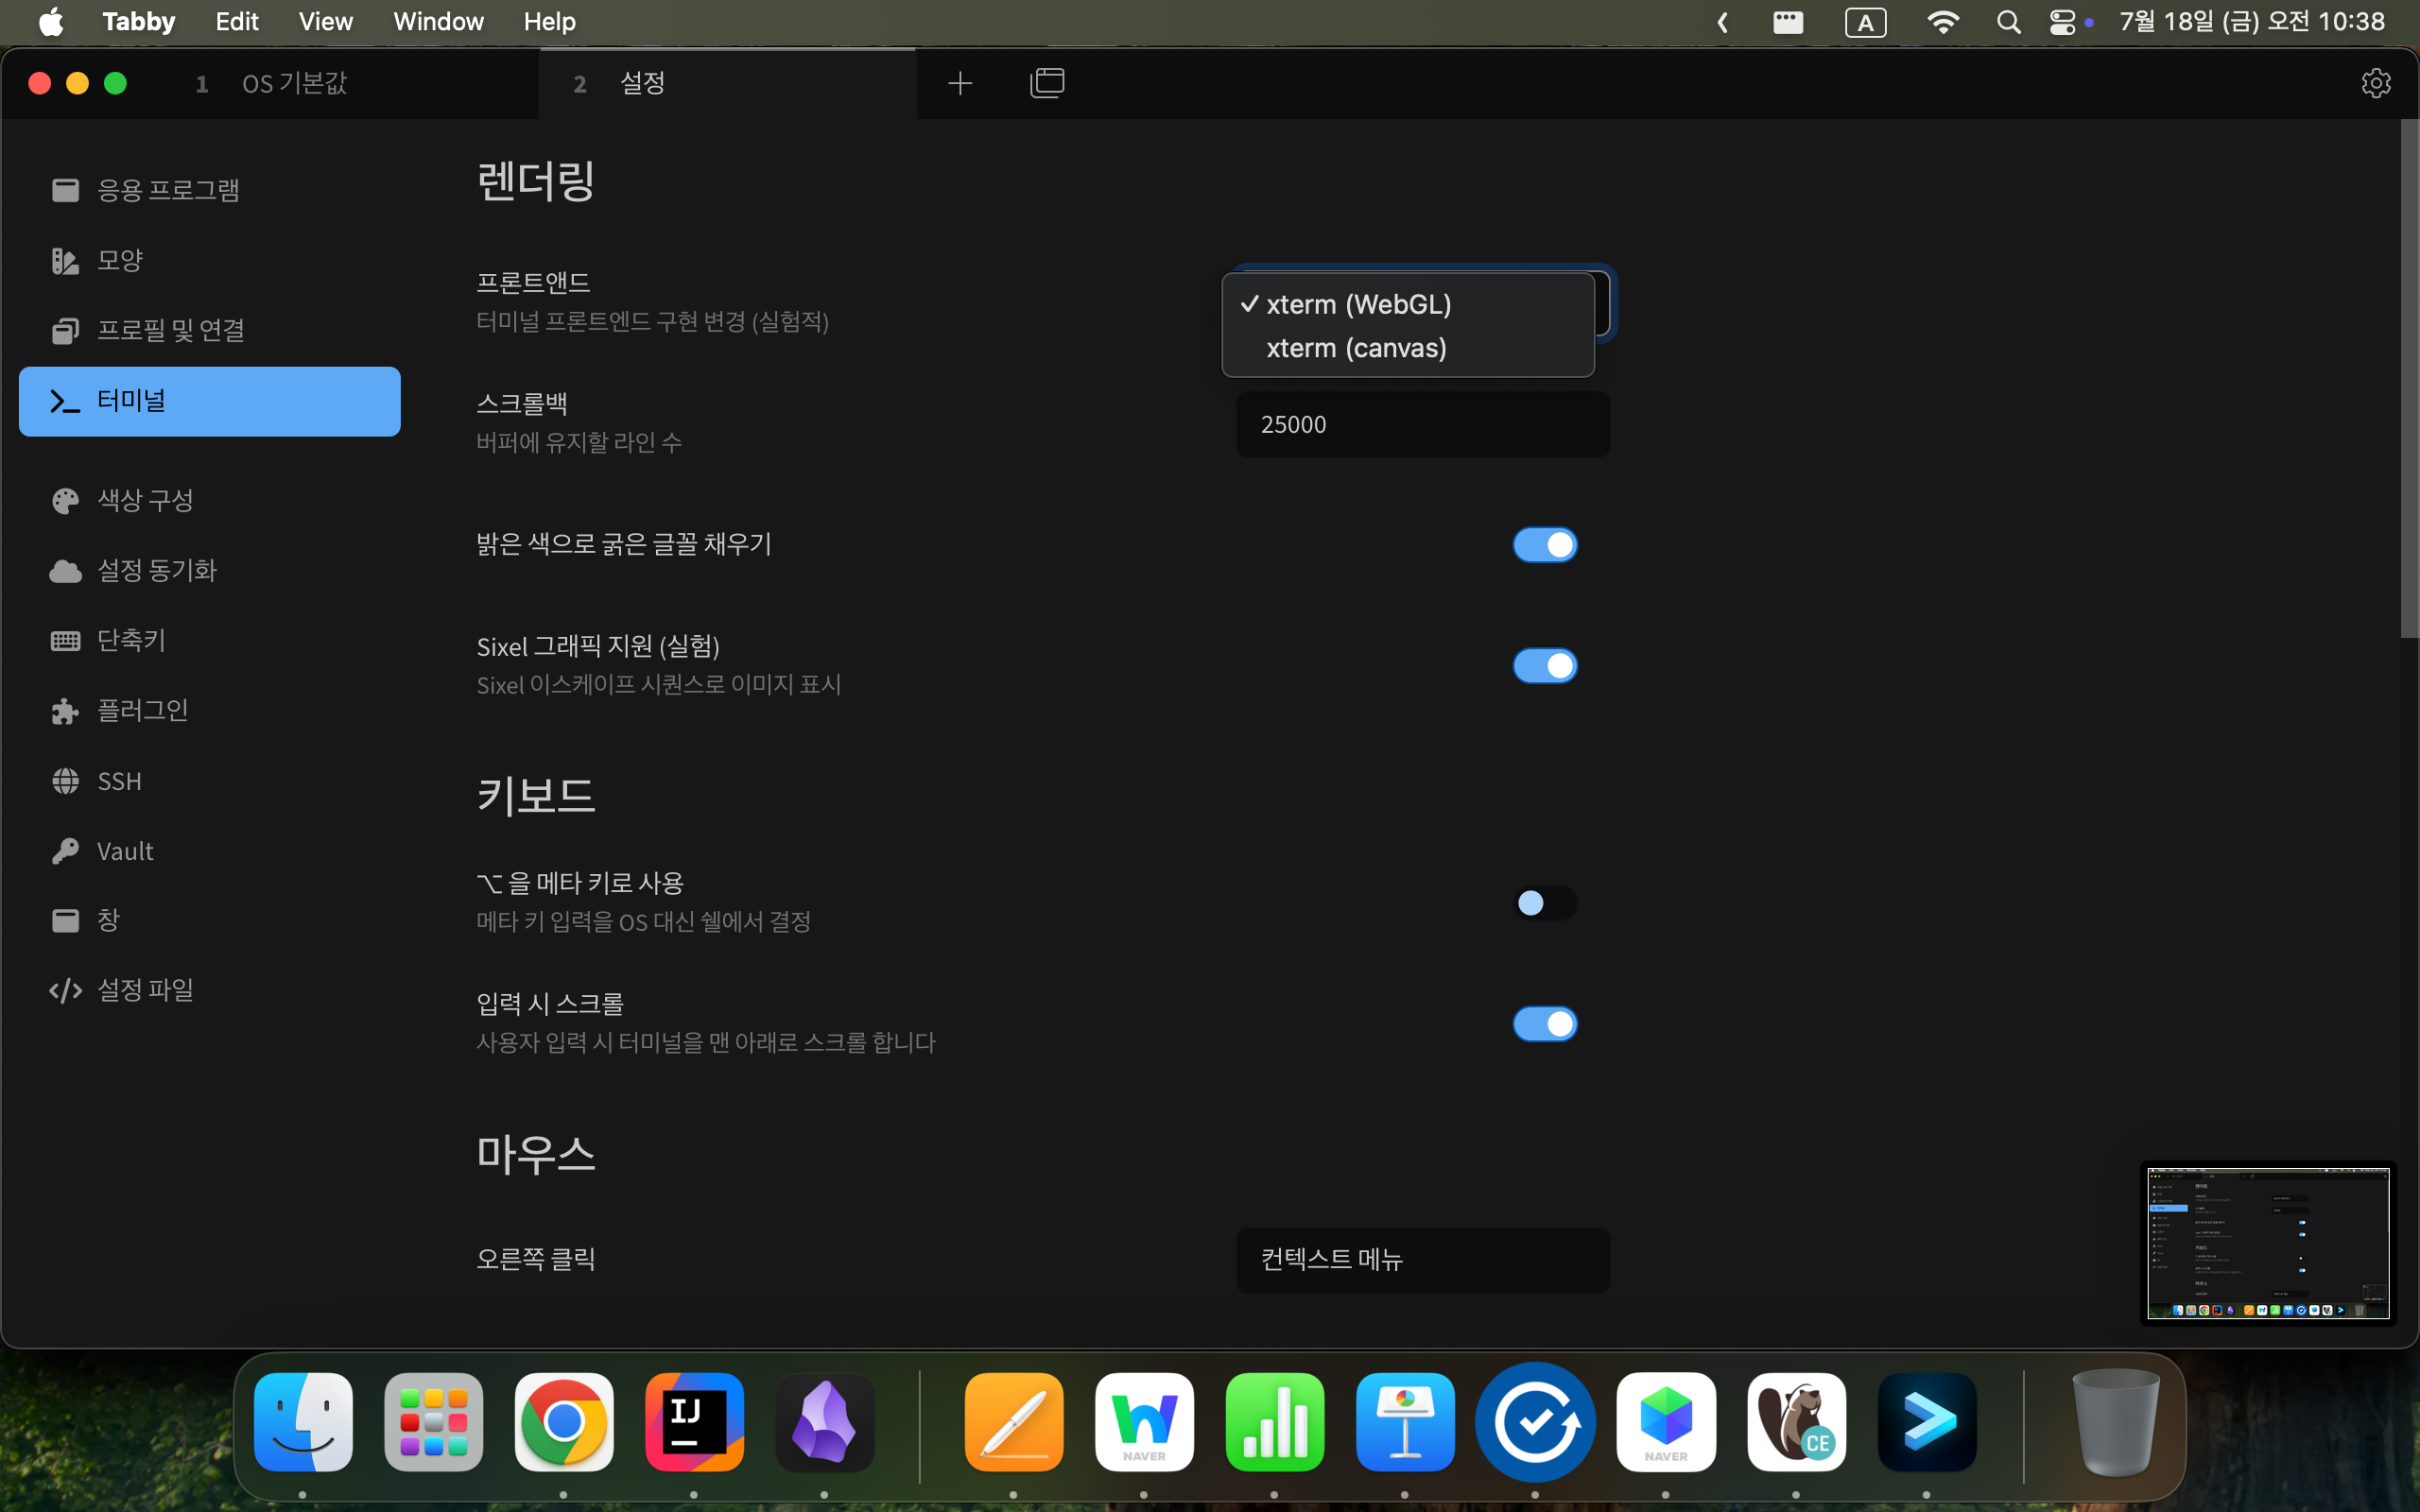 Tabby Edit View Window Help
A
7월 18일 (금) 오전 10:38
1 OS 기본값
2 설정
응용 프로그램
모양
프로필 및 연결
터미널
색상 구성
설정 동기화
단축키
플러그인
SSH
Vault
창
설정 파일
렌더링
프론트앤드
터미널 프론트엔드 구현 변경 (실험적)
✓ xterm (WebGL)
xterm (canvas)
스크롤백
버퍼에 유지할 라인 수
25000
밝은 색으로 굵은 글꼴 채우기
Sixel 그래픽 지원 (실험)
Sixel 이스케이프 시퀀스로 이미지 표시
키보드
⌥ 을 메타 키로 사용
메타 키 입력을 OS 대신 쉘에서 결정
입력 시 스크롤
사용자 입력 시 터미널을 맨 아래로 스크롤 합니다
마우스
오른쪽 클릭
컨텍스트 메뉴
IJ
NAVER
NAVER
CE